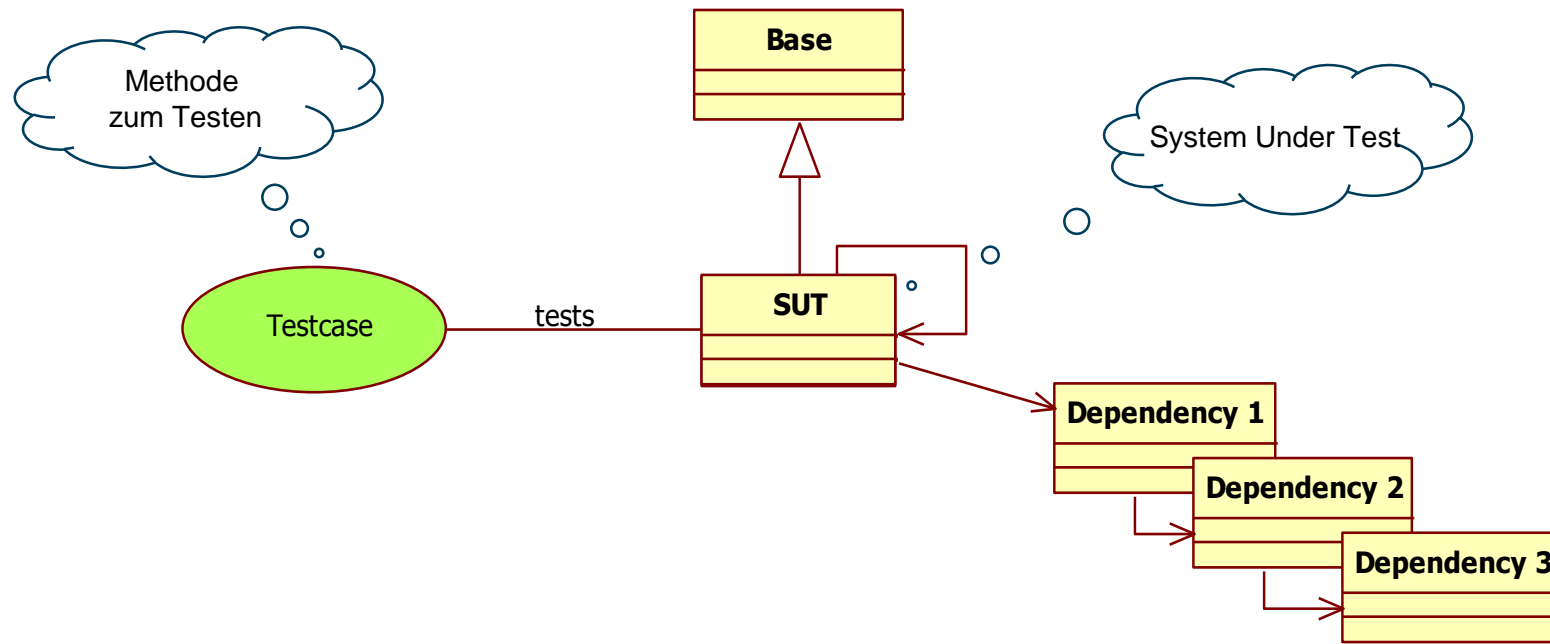 Base
Methode
zum Testen
System Under Test
SUT
tests
Testcase
Dependency 1
Dependency 2
Dependency 3